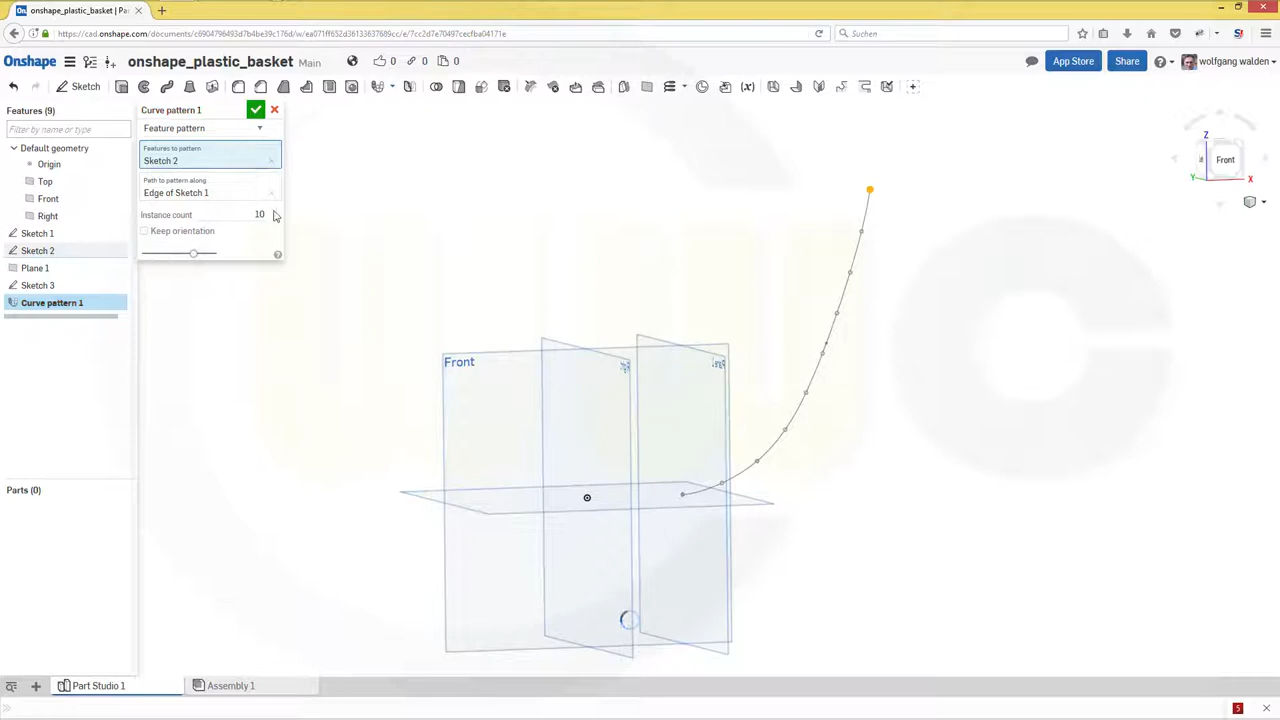 onshape_plastic_basket | Pa
https://cad.onshape.com/documents/c6904796493d7b4be39c176d/w/ea071ff652d36133637389cc/e/7cc2d7e70497cecfba04171e
Suchen
Onshape
onshape_plastic_basket Main
0 0 0
App Store
Share
wolfgang walden
Sketch
Features (9)
Filter by name or type
Default geometry
Origin
Top
Front
Right
Sketch 1
Sketch 2
Plane 1
Sketch 3
Curve pattern 1
Parts (0)
Curve pattern 1
Feature pattern
Features to pattern
Sketch 2
Path to pattern along
Edge of Sketch 1
Instance count 10
Keep orientation
Front
Z
Front
Y
X
Part Studio 1
Assembly 1
5